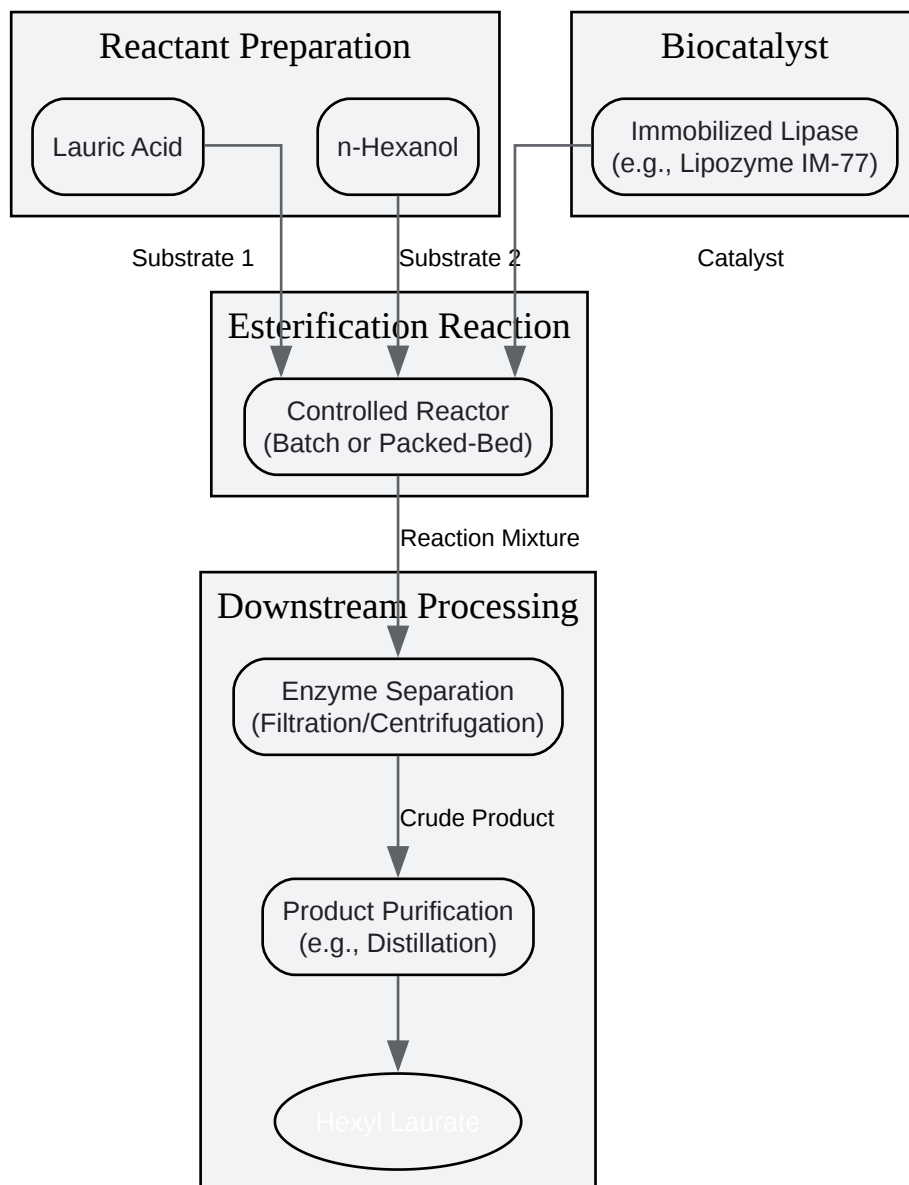 Reactant Preparation
Biocatalyst
Lauric Acid
n-Hexanol
Immobilized Lipase
(e.g., Lipozyme IM-77)
Substrate 1
Substrate 2
Catalyst
Esterification Reaction
Controlled Reactor
(Batch or Packed-Bed)
Reaction Mixture
Downstream Processing
Enzyme Separation
(Filtration/Centrifugation)
Crude Product
Product Purification
(e.g., Distillation)
Hexyl Laurate